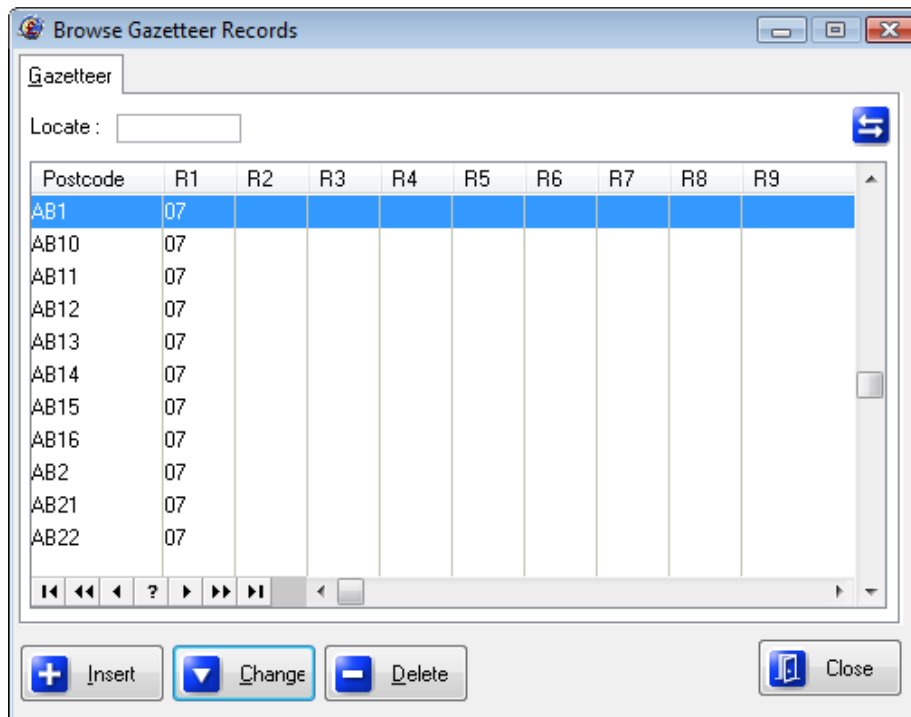 Browse Gazetteer Records
Gazetteer
Locate :
Postcode R1 R2 R3 R4 R5 R6 R7 R8 R9
AB1 07
AB10 07
AB11 07
AB12 07
AB13 07
AB14 07
AB15 07
AB16 07
AB2 07
AB21 07
AB22 07
?
Insert Change Delete Close